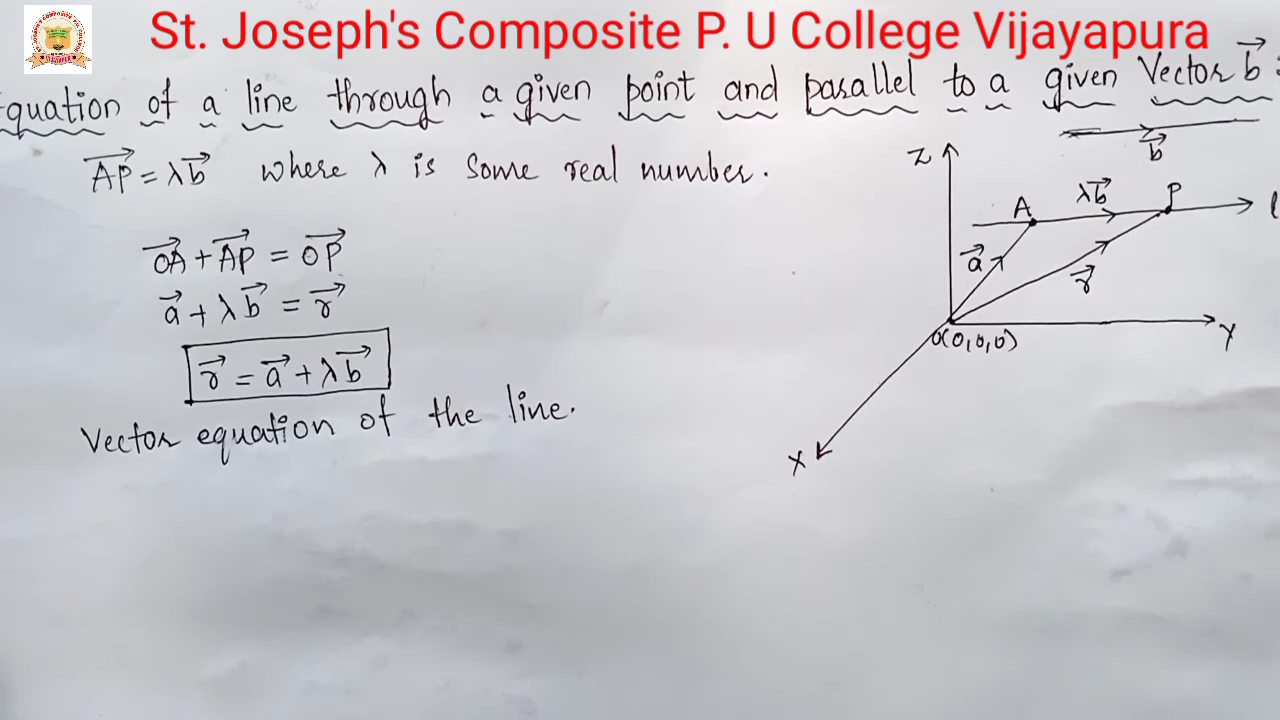 St. Joseph's Composite P. U College Vijayapura
Equation of a line through a given point and parallel to a given Vector b⃗ :
AP⃗ = λb⃗ where λ is some real number.
OA⃗ + AP⃗ = OP⃗
a⃗ + λb⃗ = r⃗
r⃗ = a⃗ + λb⃗
Vector equation of the line.
b⃗
Z
A
λb⃗
P
l
a⃗
r⃗
O(0,0,0)
Y
X